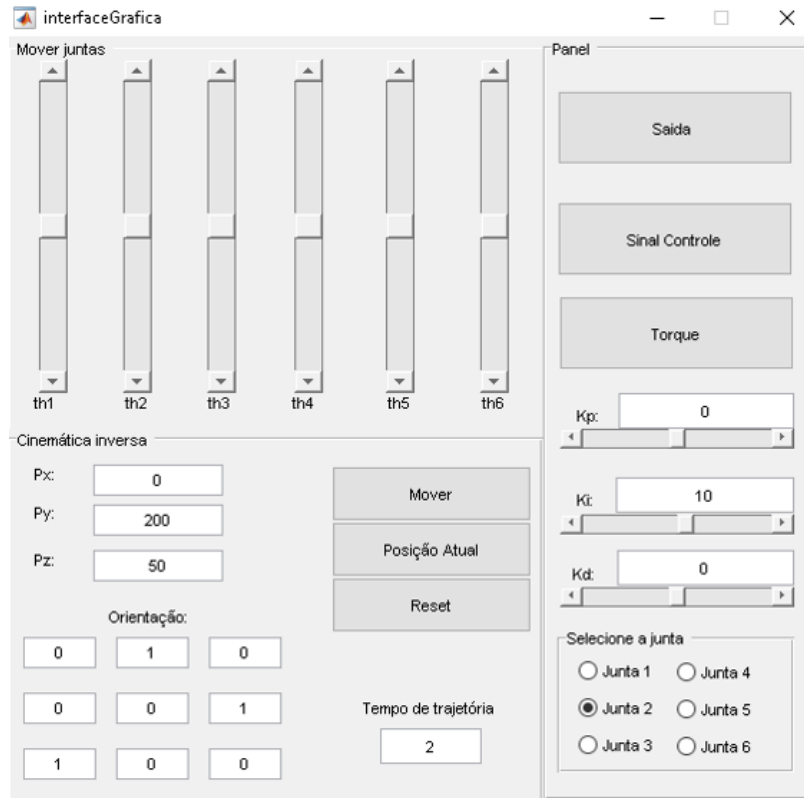 interfaceGrafica
Mover juntas
th1 th2 th3 th4 th5 th6
Cinemática inversa
Px: 0
Py: 200
Pz: 50
Mover
Posição Atual
Reset
Orientação:
0 1 0
0 0 1
1 0 0
Tempo de trajetória
2
Panel
Saida
Sinal Controle
Torque
Kp: 0
Ki: 10
Kd: 0
Selecione a junta
Junta 1 Junta 4
Junta 2 Junta 5
Junta 3 Junta 6